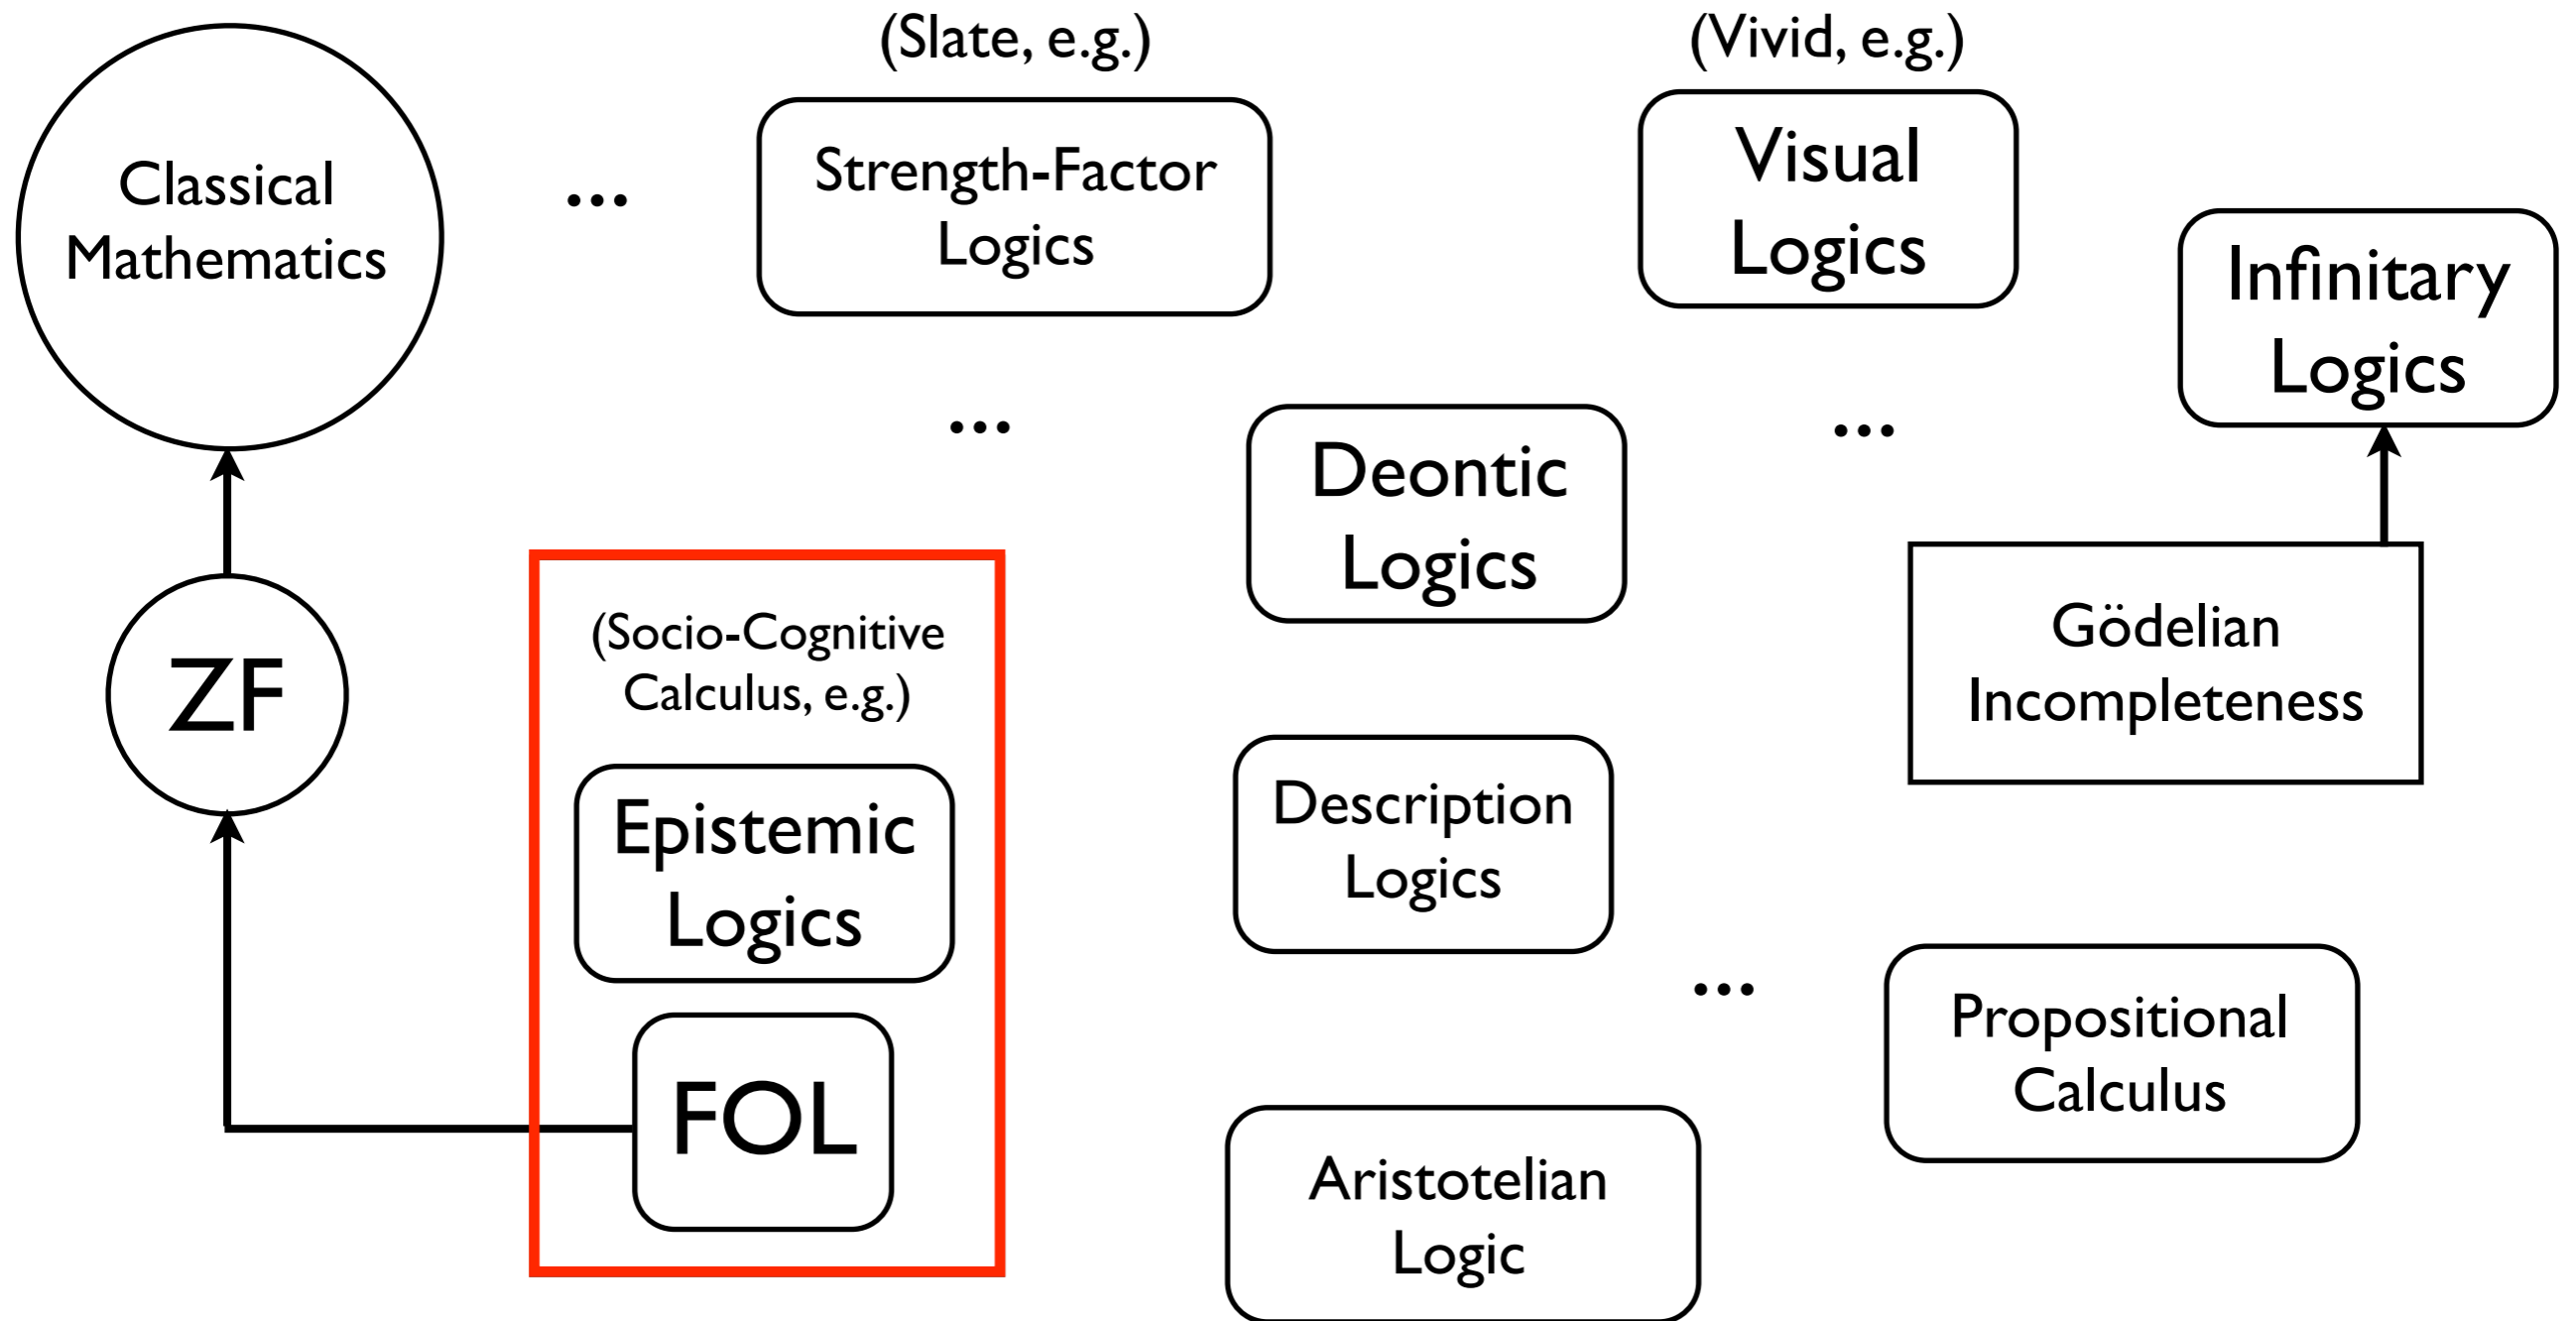 (Slate, e.g.)
(Vivid, e.g.)
Classical
Mathematics
...
Strength-Factor
Logics
Visual
Logics
Infinitary
Logics
...
Deontic
Logics
...
ZF
(Socio-Cognitive
Calculus, e.g.)
Gödelian
Incompleteness
Epistemic
Logics
Description
Logics
...
FOL
Propositional
Calculus
Aristotelian
Logic